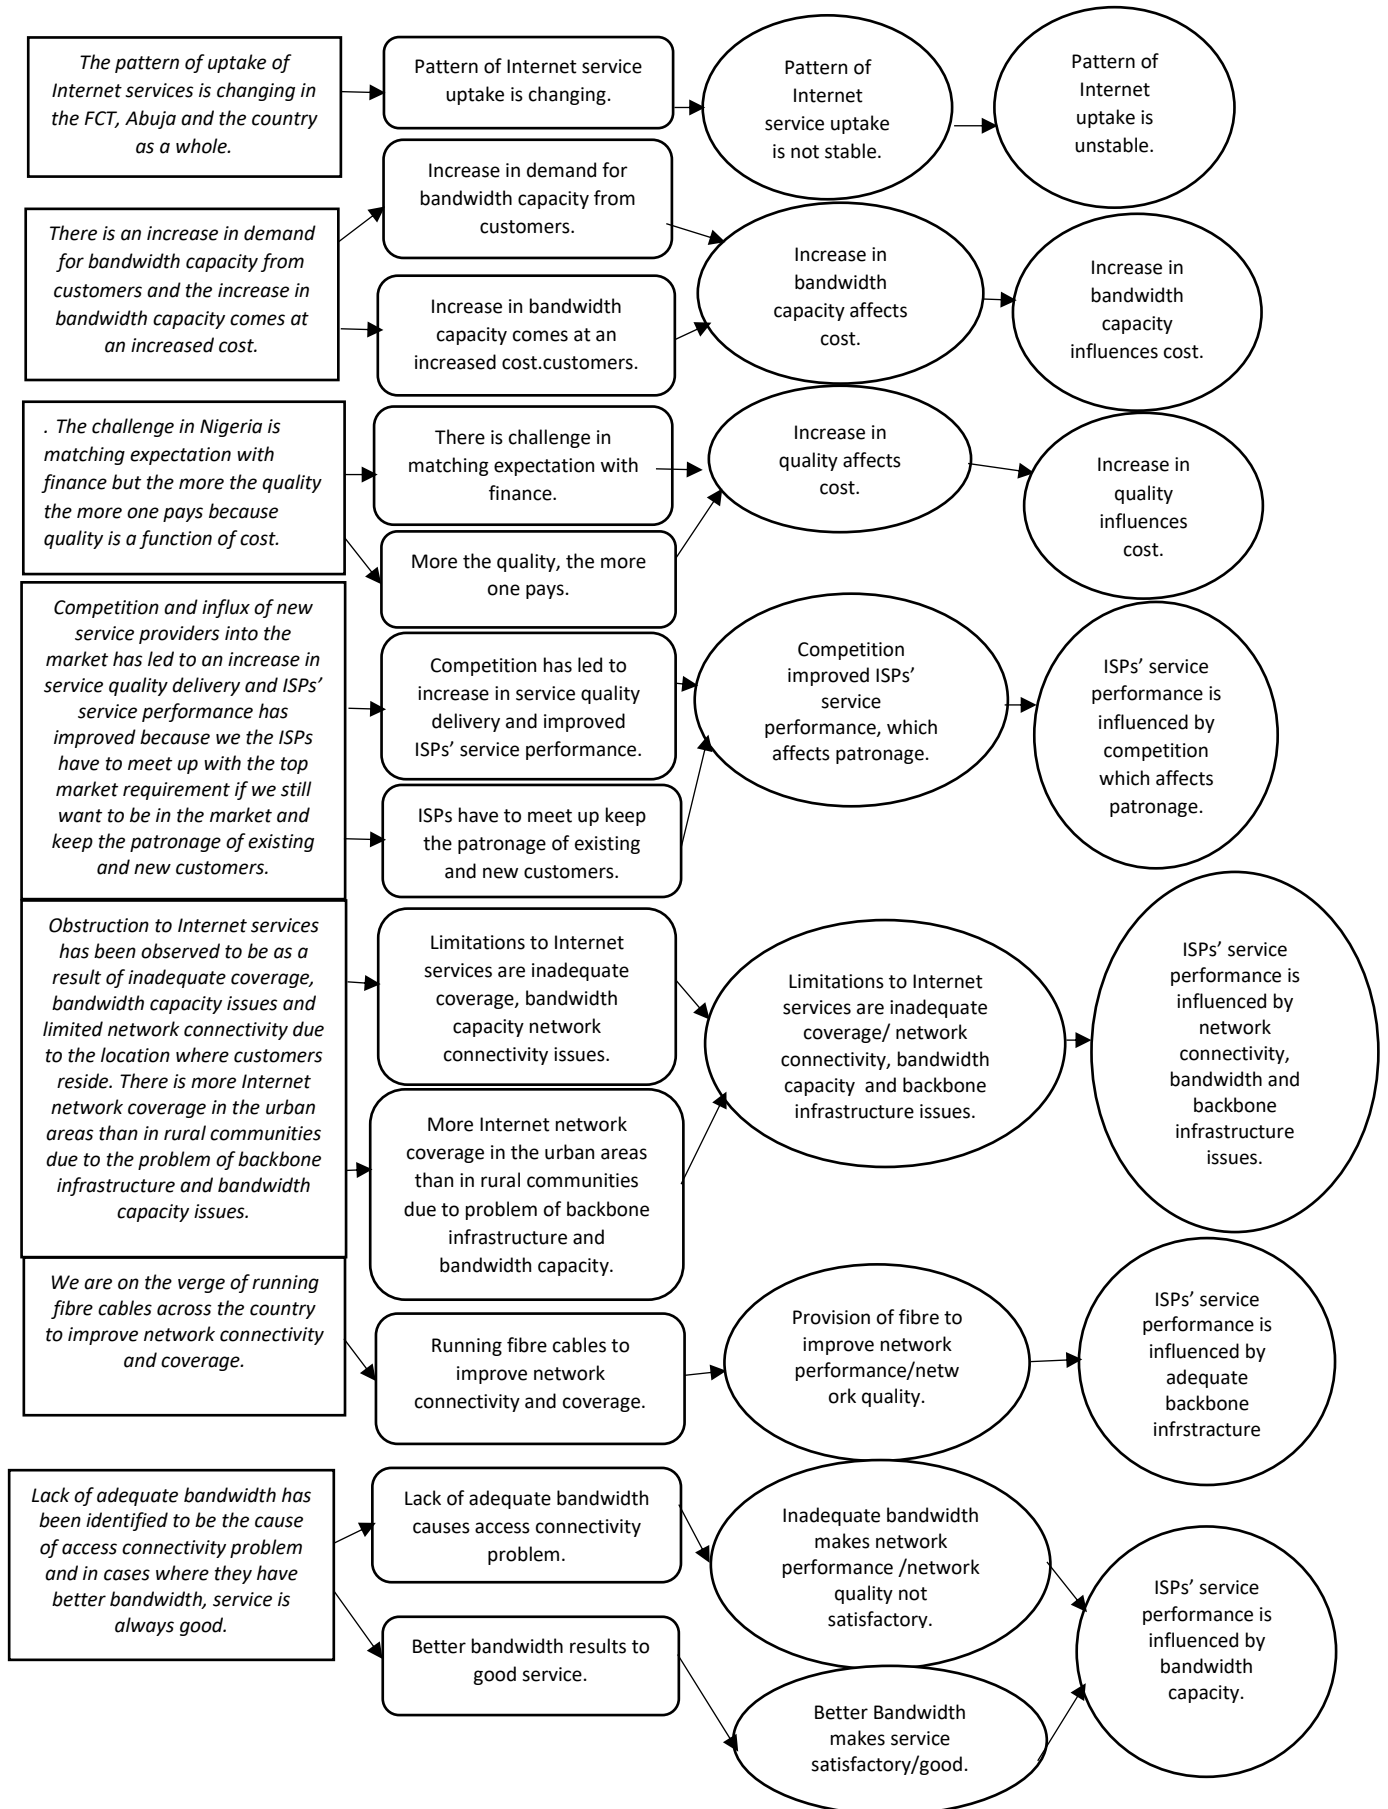 The pattern of uptake of
Internet services is changing in
the FCT, Abuja and the country
as a whole.
Pattern of Internet service
uptake is changing.
Pattern of
Internet
service uptake
is not stable.
Pattern of
Internet
uptake is
unstable.
There is an increase in demand
for bandwidth capacity from
customers and the increase in
bandwidth capacity comes at
an increased cost.
Increase in demand for
bandwidth capacity from
customers.
Increase in bandwidth
capacity comes at an
increased cost.customers.
Increase in
bandwidth
capacity affects
cost.
Increase in
bandwidth
capacity
influences cost.
. The challenge in Nigeria is
matching expectation with
finance but the more the quality
the more one pays because
quality is a function of cost.
There is challenge in
matching expectation with
finance.
More the quality, the more
one pays.
Increase in
quality affects
cost.
Increase in
quality
influences
cost.
Competition and influx of new
service providers into the
market has led to an increase in
service quality delivery and ISPs’
service performance has
improved because we the ISPs
have to meet up with the top
market requirement if we still
want to be in the market and
keep the patronage of existing
and new customers.
Competition has led to
increase in service quality
delivery and improved
ISPs’ service performance.
ISPs have to meet up keep
the patronage of existing
and new customers.
Competition
improved ISPs’
service
performance, which
affects patronage.
ISPs’ service
performance is
influenced by
competition
which affects
patronage.
Obstruction to Internet services
has been observed to be as a
result of inadequate coverage,
bandwidth capacity issues and
limited network connectivity due
to the location where customers
reside. There is more Internet
network coverage in the urban
areas than in rural communities
due to the problem of backbone
infrastructure and bandwidth
capacity issues.
Limitations to Internet
services are inadequate
coverage, bandwidth
capacity network
connectivity issues.
More Internet network
coverage in the urban areas
than in rural communities
due to problem of backbone
infrastructure and
bandwidth capacity.
Limitations to Internet
services are inadequate
coverage/ network
connectivity, bandwidth
capacity and backbone
infrastructure issues.
ISPs’ service
performance is
influenced by
network
connectivity,
bandwidth and
backbone
infrastructure
issues.
We are on the verge of running
fibre cables across the country
to improve network connectivity
and coverage.
Running fibre cables to
improve network
connectivity and coverage.
Provision of fibre to
improve network
performance/netw
ork quality.
ISPs’ service
performance is
influenced by
adequate
backbone
infrstracture
Lack of adequate bandwidth has
been identified to be the cause
of access connectivity problem
and in cases where they have
better bandwidth, service is
always good.
Lack of adequate bandwidth
causes access connectivity
problem.
Better bandwidth results to
good service.
Inadequate bandwidth
makes network
performance /network
quality not
satisfactory.
Better Bandwidth
makes service
satisfactory/good.
ISPs’ service
performance is
influenced by
bandwidth
capacity.